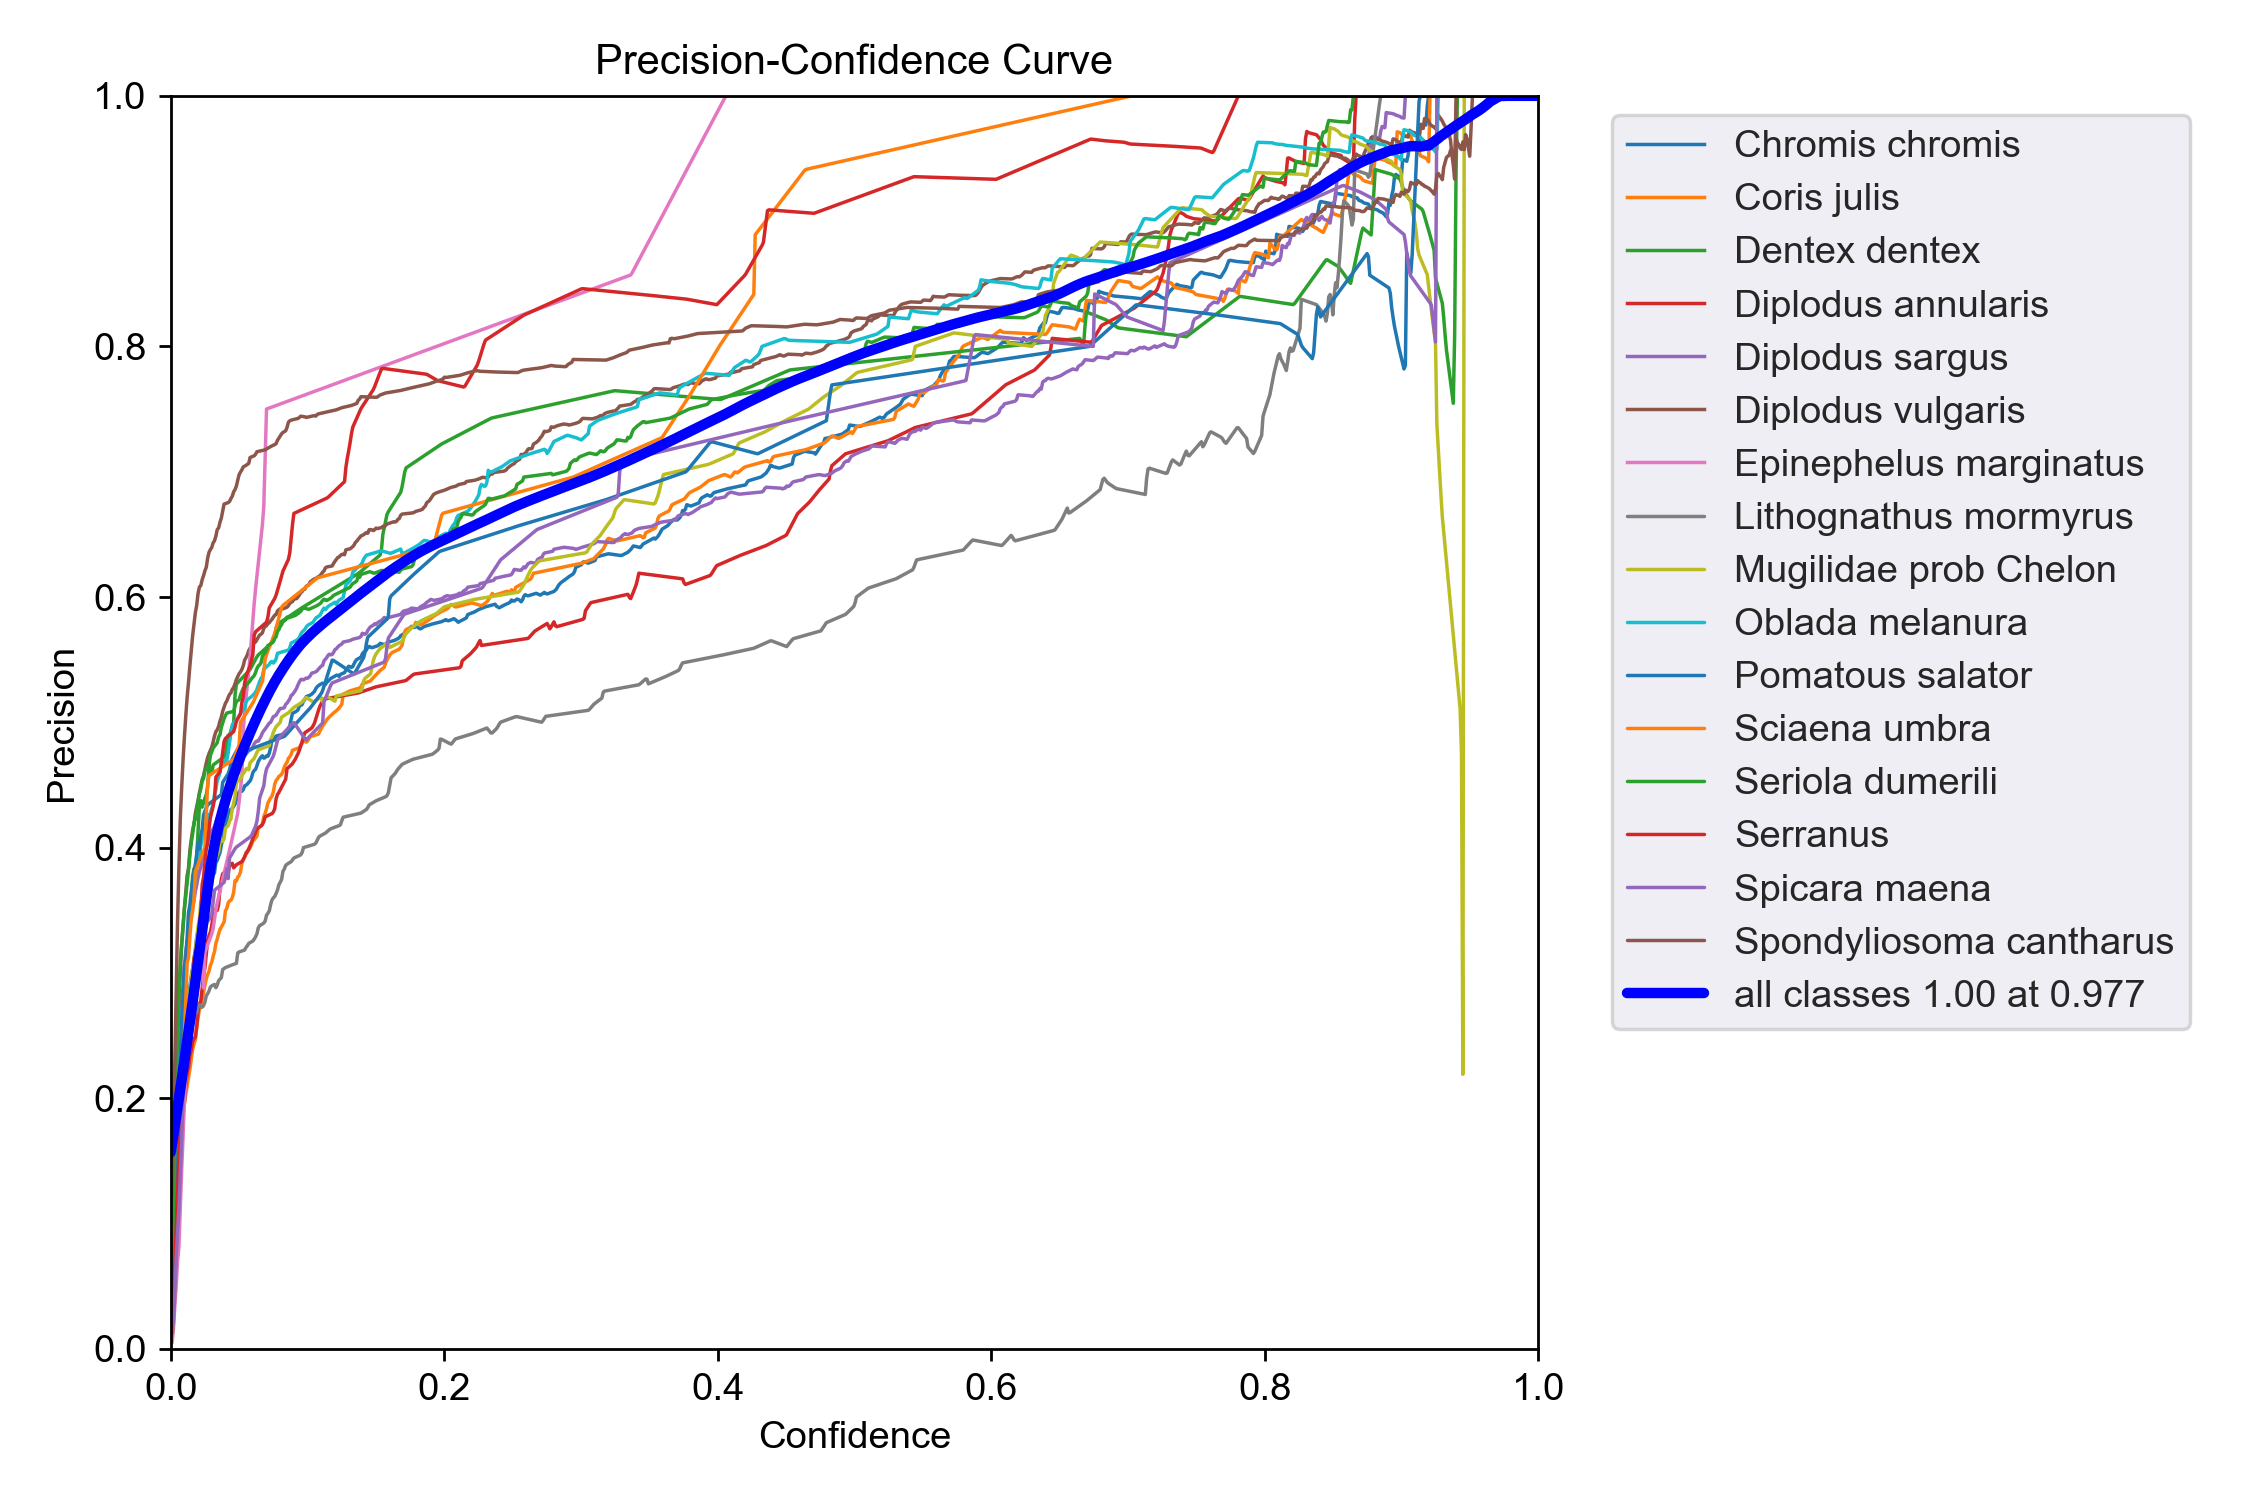 Precision-Confidence Curve
1.0
0.8
0.6
0.4
0.2
0.0
Precision
0.0 0.2 0.4 0.6 0.8 1.0
Confidence
Chromis chromis
Coris julis
Dentex dentex
Diplodus annularis
Diplodus sargus
Diplodus vulgaris
Epinephelus marginatus
Lithognathus mormyrus
Mugilidae prob Chelon
Oblada melanura
Pomatous salator
Sciaena umbra
Seriola dumerili
Serranus
Spicara maena
Spondyliosoma cantharus
all classes 1.00 at 0.977